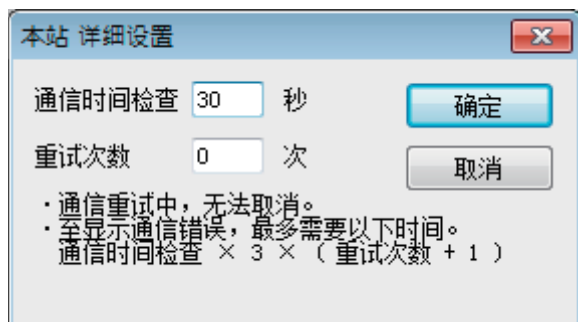 本站 详细设置
通信时间检查 30 秒
确定
重试次数 0 次
取消
・通信重试中，无法取消。
・至显示通信错误，最多需要以下时间。
通信时间检查 × 3 × ( 重试次数 + 1 )